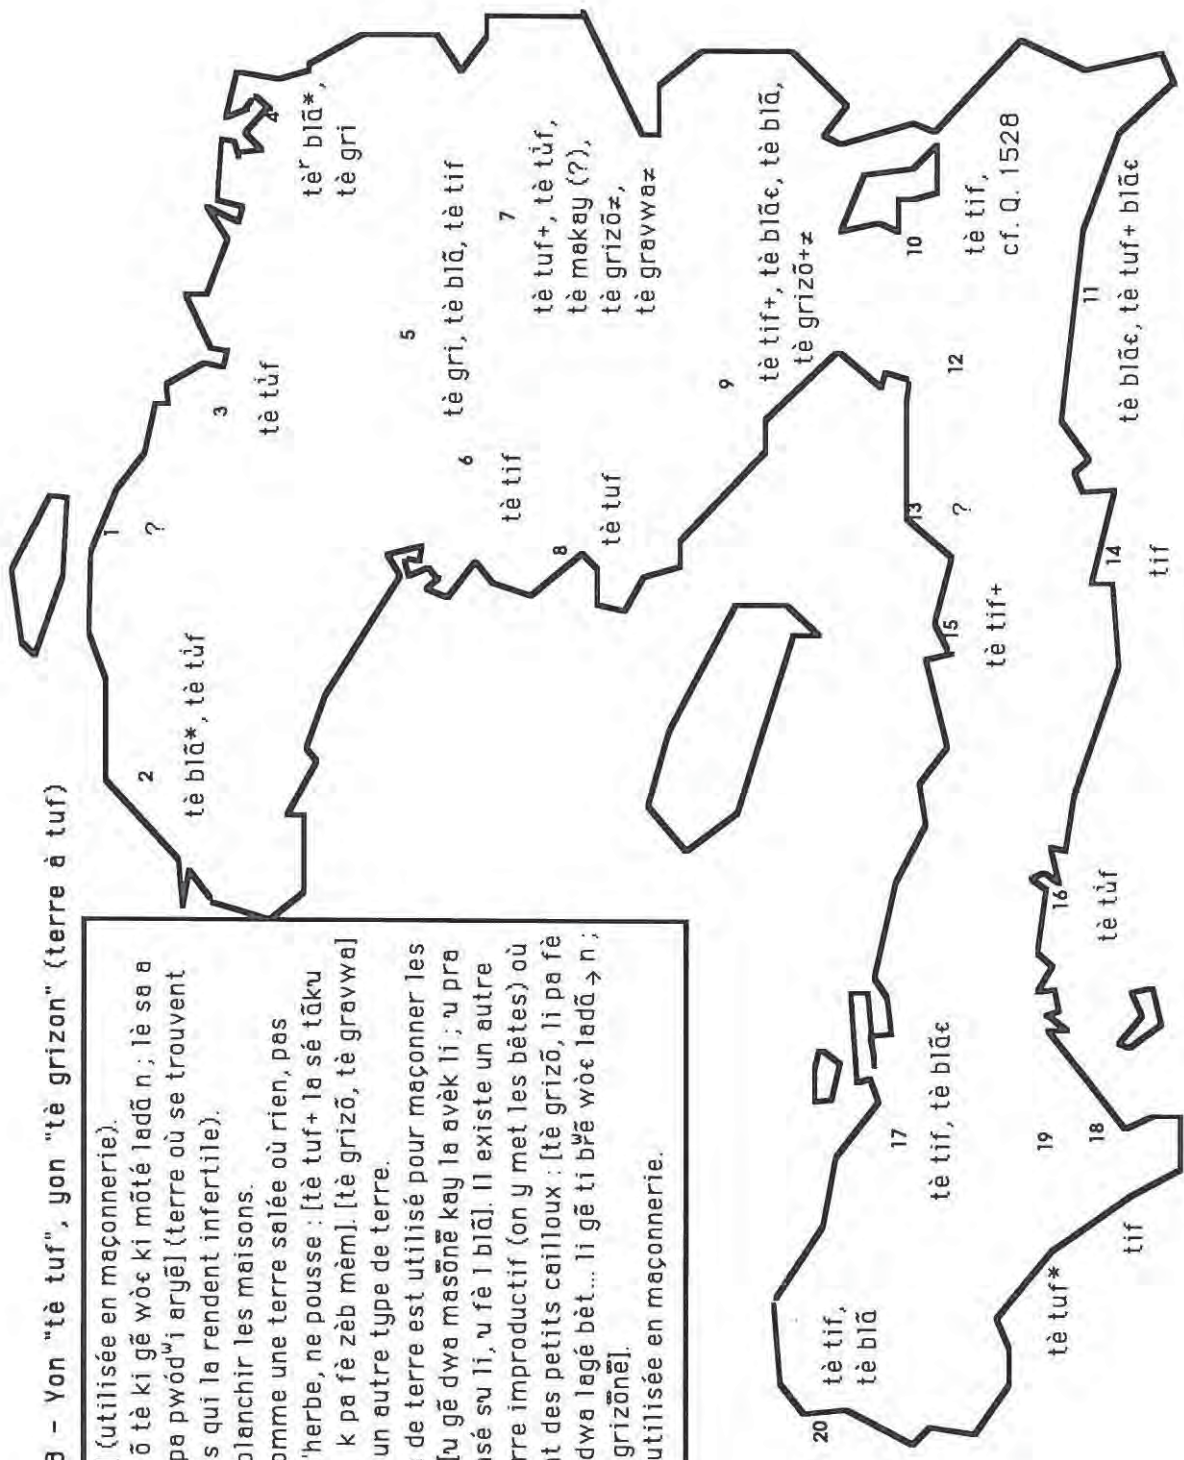 – Yon "tè tuf", yon "tè grizon" (terre à tuf)
(utilisée en maçonnerie).
õ tè ki gẽ wòɛ ki mõté ladã n ; lè sa a
pa pwód ʷi aryẽ] (terre où se trouvent
s qui la rendent infertile).
blanchir les maisons.
omme une terre salée où rien, pas
'herbe, ne pousse : [tè tuf+ la sé tãku
k pa fè zèb mèm]. [tè grizõ, tè gravwa]
un autre type de terre.
de terre est utilisé pour maçonner les
[u gẽ dwa masõnẽ kay la avèk li ; u pra
asé su li, u fè l blã]. Il existe un autre
rre improductif (on y met les bêtes) où
nt des petits cailloux : [tè grizõ, li pa fè
dwa lagè bèt... li gẽ ti bʷrẽ wòɛ ladã → n ;
grizõnẽ].
utilisée en maçonnerie.
1
?
2
tè blã*, tè tu̇f
3
tè tu̇f
4
tèʳ blã*,
tè gri
5
tè gri, tè blã, tè tif
6
tè tif
7
tè tuf+, tè tu̇f,
tè makay (?),
tè grizõ≠,
tè gravwa≠
8
tè tuf
9
tè tif+, tè blãɛ, tè blã,
tè grizõ+≠
10
tè tif,
cf. Q. 1528
11
tè blãɛ, tè tuf+ blãɛ
12
13
?
14
tif
15
tè tif+
16
tè tu̇f
17
tè tif, tè blãɛ
18
tif
19
tè tuf*
20
tè tif,
tè blã